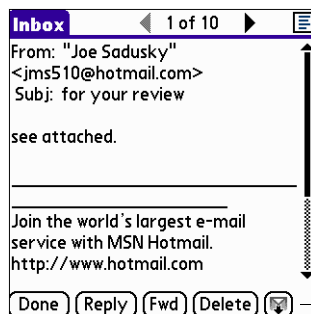 Inbox 1 of 10
From: "Joe Sadusky"
<jms510@hotmail.com>
Subj: for your review
see attached.
Join the world's largest e-mail
service with MSN Hotmail.
http://www.hotmail.com
Done Reply Fwd Delete